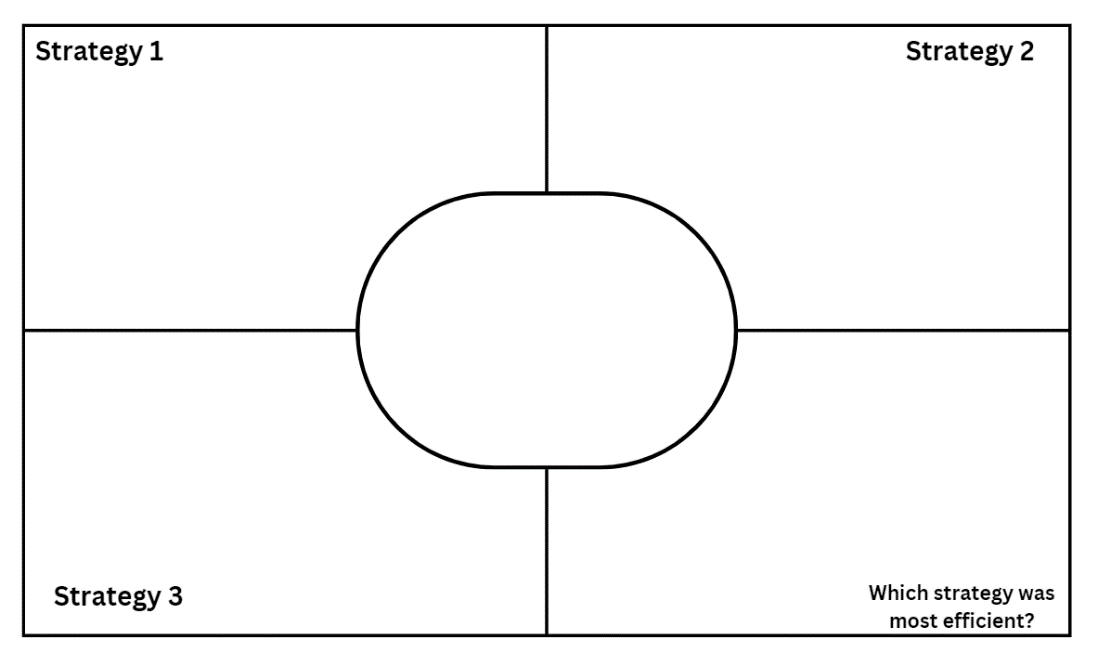 Strategy 1
Strategy 2
Strategy 3
Which strategy was
most efficient?